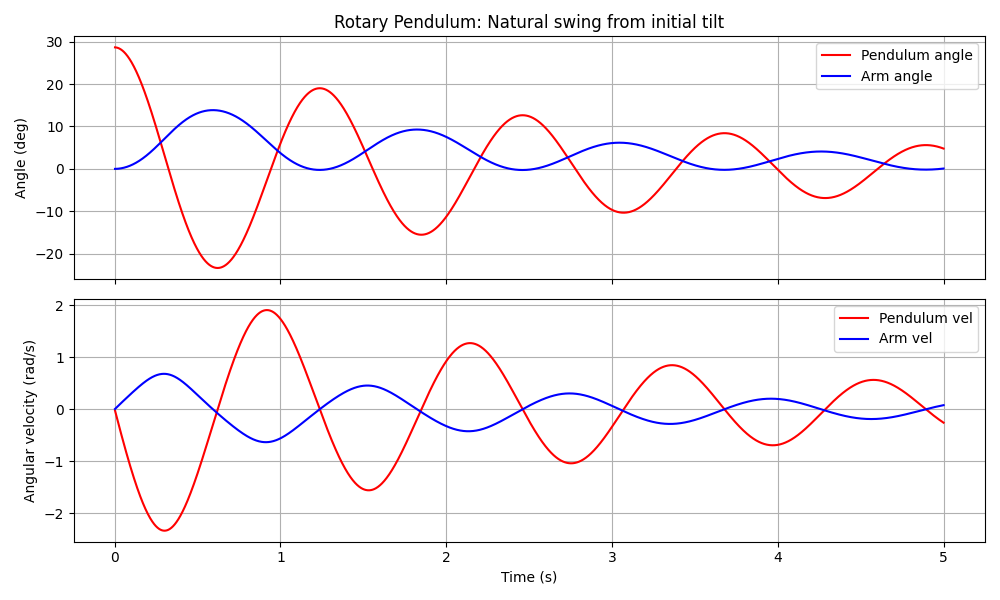 Rotary Pendulum: Natural swing from initial tilt
30
20
10
0
−10
−20
Angle (deg)
Pendulum angle
Arm angle
2
1
0
−1
−2
Angular velocity (rad/s)
Pendulum vel
Arm vel
0 1 2 3 4 5
Time (s)